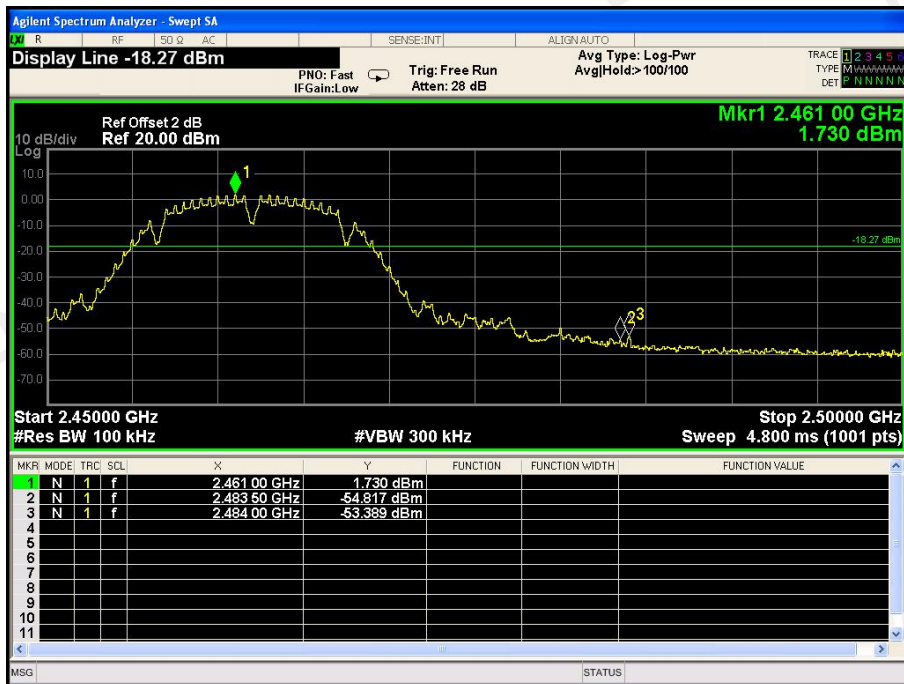 Agilent Spectrum Analyzer - Swept SA
LXI R RF 50 Ω AC SENSE:INT ALIGN AUTO
Display Line -18.27 dBm
PNO: Fast
IFGain:Low
Trig: Free Run
Atten: 28 dB
Avg Type: Log-Pwr
Avg|Hold:>100/100
TRACE 1 2 3 4 5 6
TYPE M
DET P N N N N N
Mkr1 2.461 00 GHz
1.730 dBm
Ref Offset 2 dB
10 dB/div Ref 20.00 dBm
Log
10.0
0.00
-10.0
-20.0
-30.0
-40.0
-50.0
-60.0
-70.0
1
-18.27 dBm
2 3
Start 2.45000 GHz Stop 2.50000 GHz
#Res BW 100 kHz #VBW 300 kHz Sweep 4.800 ms (1001 pts)
MKR MODE TRC SCL X Y FUNCTION FUNCTION WIDTH FUNCTION VALUE
1 N 1 f 2.461 00 GHz 1.730 dBm
2 N 1 f 2.483 50 GHz -54.817 dBm
3 N 1 f 2.484 00 GHz -53.389 dBm
4
5
6
7
8
9
10
11
MSG STATUS